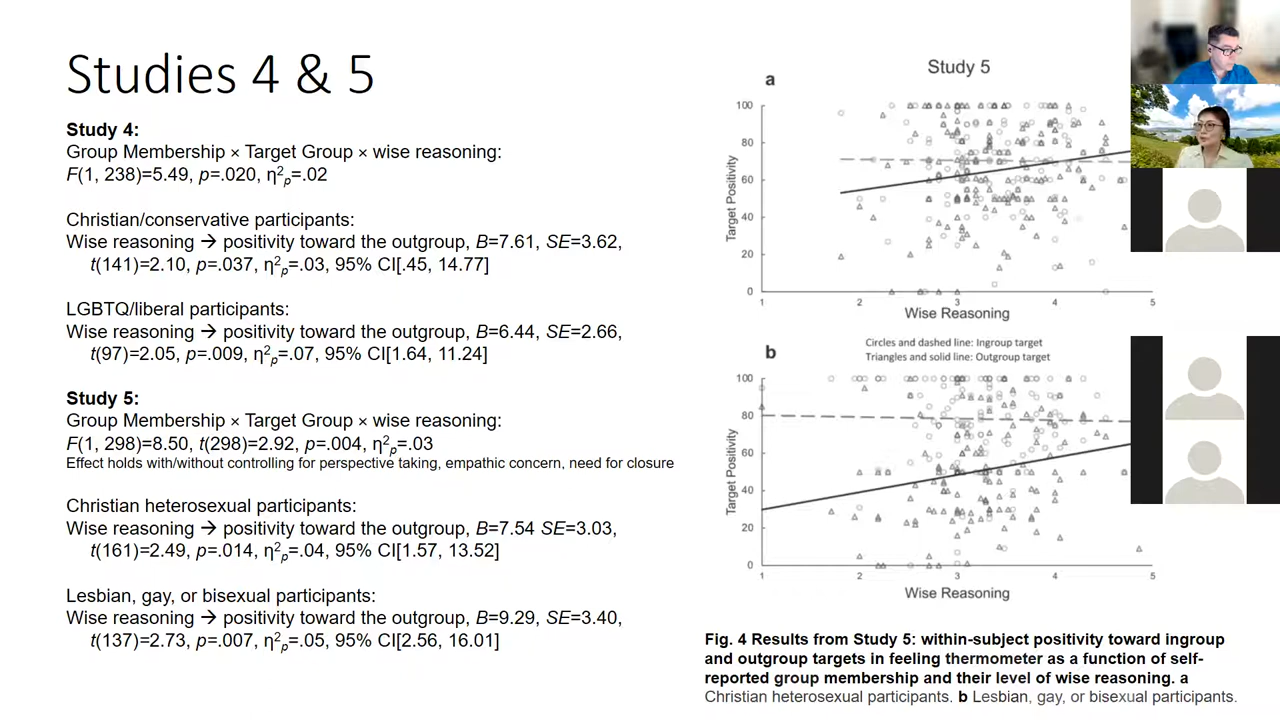 Studies 4 & 5
Study 4:
Group Membership × Target Group × wise reasoning:
F(1, 238)=5.49, p=.020, η²p=.02
Christian/conservative participants:
Wise reasoning → positivity toward the outgroup, B=7.61, SE=3.62,
t(141)=2.10, p=.037, η²p=.03, 95% CI[.45, 14.77]
LGBTQ/liberal participants:
Wise reasoning → positivity toward the outgroup, B=6.44, SE=2.66,
t(97)=2.05, p=.009, η²p=.07, 95% CI[1.64, 11.24]
Study 5:
Group Membership × Target Group × wise reasoning:
F(1, 298)=8.50, t(298)=2.92, p=.004, η²p=.03
Effect holds with/without controlling for perspective taking, empathic concern, need for closure
Christian heterosexual participants:
Wise reasoning → positivity toward the outgroup, B=7.54 SE=3.03,
t(161)=2.49, p=.014, η²p=.04, 95% CI[1.57, 13.52]
Lesbian, gay, or bisexual participants:
Wise reasoning → positivity toward the outgroup, B=9.29, SE=3.40,
t(137)=2.73, p=.007, η²p=.05, 95% CI[2.56, 16.01]
Study 5
a
100
80
60
40
20
0
Target Positivity
1 2 3 4 5
Wise Reasoning
b
Circles and dashed line: Ingroup target
Triangles and solid line: Outgroup target
100
80
60
40
20
0
Target Positivity
1 2 3 4 5
Wise Reasoning
Fig. 4 Results from Study 5: within-subject positivity toward ingroup
and outgroup targets in feeling thermometer as a function of self-
reported group membership and their level of wise reasoning. a
Christian heterosexual participants. b Lesbian, gay, or bisexual participants.